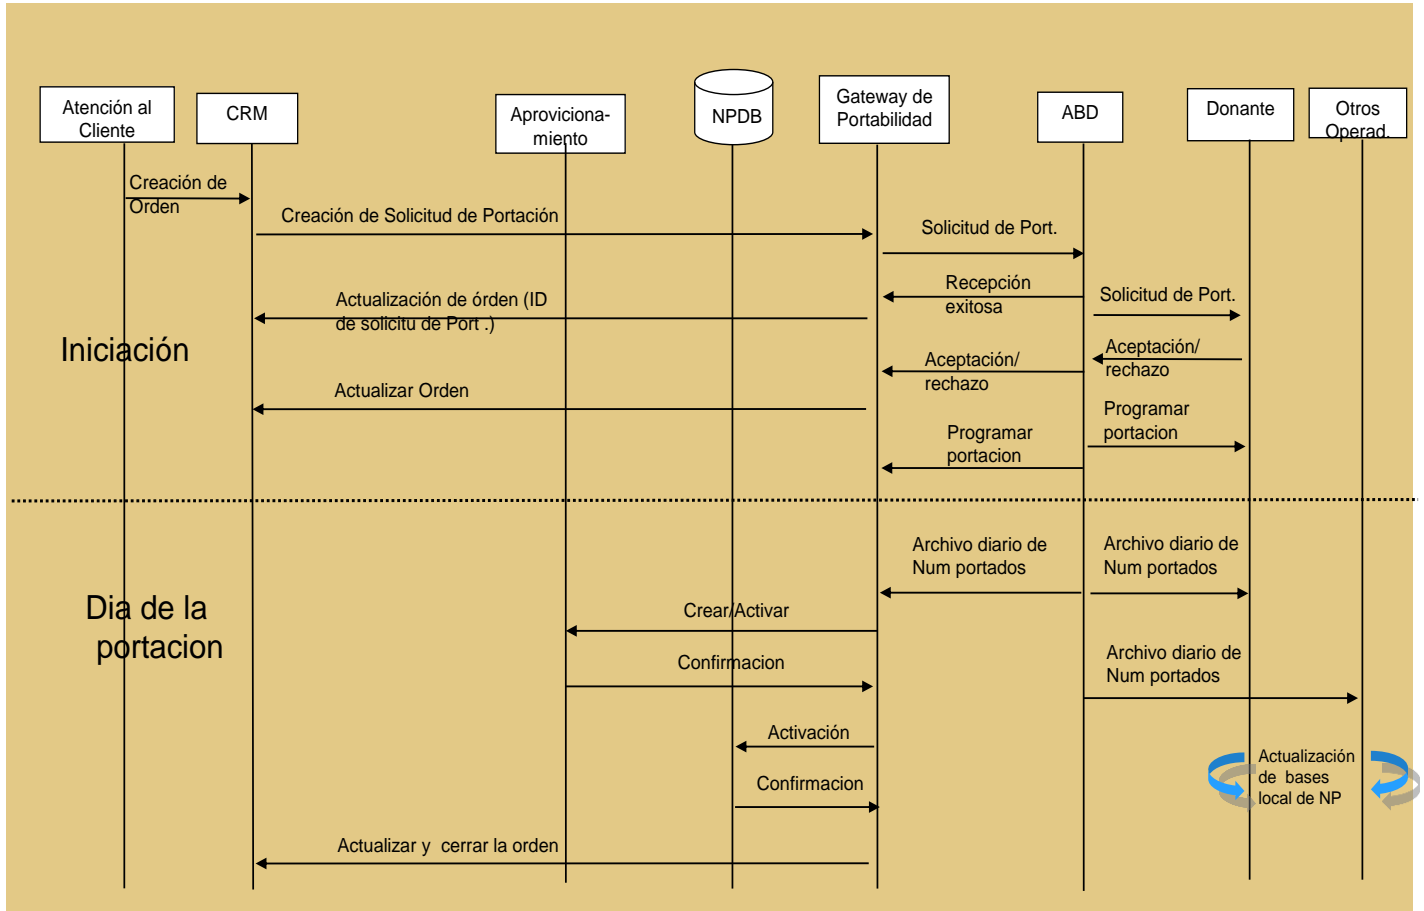 Atención al
Cliente
CRM
Aprovisiona-
miento
NPDB
Gateway de
Portabilidad
ABD
Donante
Otros
Operad.
Creación de
Orden
Creación de Solicitud de Portación
Solicitud de Port.
Recepción
exitosa
Solicitud de Port.
Actualización de órden (ID
de solicitu de Port .)
Iniciación
Aceptación/
rechazo
Aceptación/
rechazo
Actualizar Orden
Programar
portacion
Programar
portacion
Archivo diario de
Num portados
Archivo diario de
Num portados
Dia de la
portacion
Crear/Activar
Confirmacion
Archivo diario de
Num portados
Activación
Actualización
de bases
local de NP
Confirmacion
Actualizar y cerrar la orden